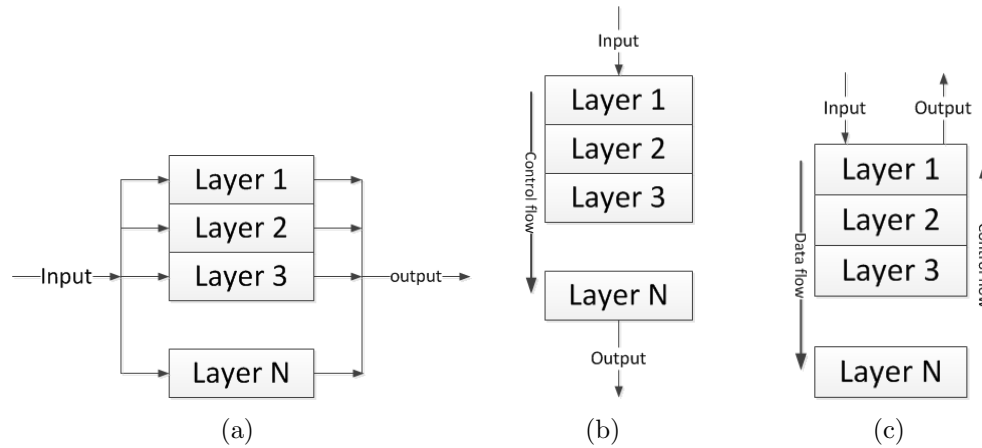 Input
Layer 1
Layer 2
Layer 3
Layer N
output
(a)
Input
Layer 1
Layer 2
Layer 3
Control flow
Layer N
Output
(b)
Input
Output
Layer 1
Layer 2
Layer 3
Data flow
Layer N
(c)